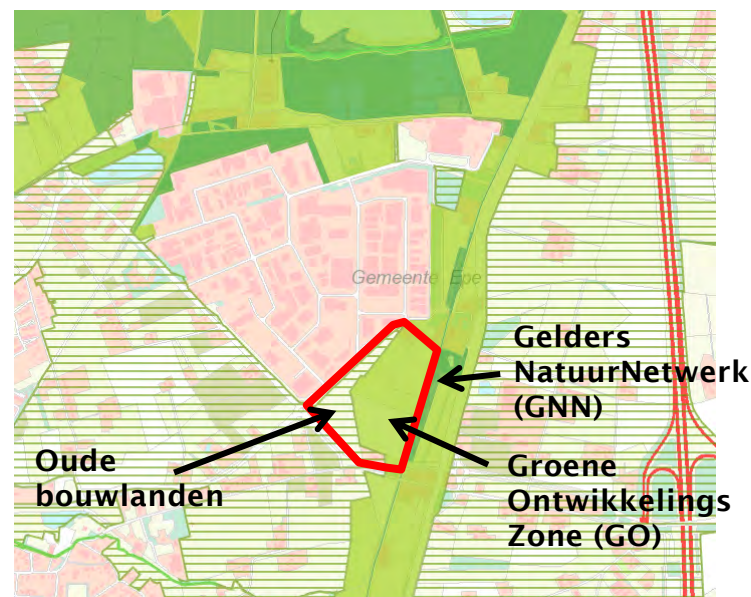 Gemeente Epe
Gelders
NatuurNetwerk
(GNN)
Oude
bouwlanden
Groene
Ontwikkelings
Zone (GO)